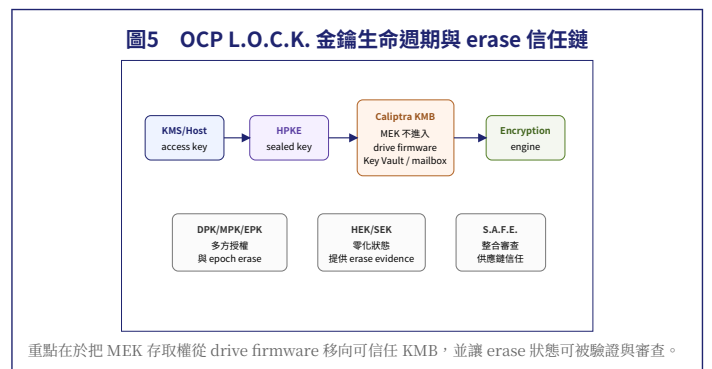 圖5 OCP L.O.C.K. 金鑰生命週期與 erase 信任鏈
KMS/Host
access key
HPKE
sealed key
Caliptra KMB
MEK 不進入
drive firmware
Key Vault / mailbox
Encryption
engine
DPK/MPK/EPK
多方授權
與 epoch erase
HEK/SEK
零化狀態
提供 erase evidence
S.A.F.E.
整合審查
供應鏈信任
重點在於把 MEK 存取權從 drive firmware 移向可信任 KMB，並讓 erase 狀態可被驗證與審查。